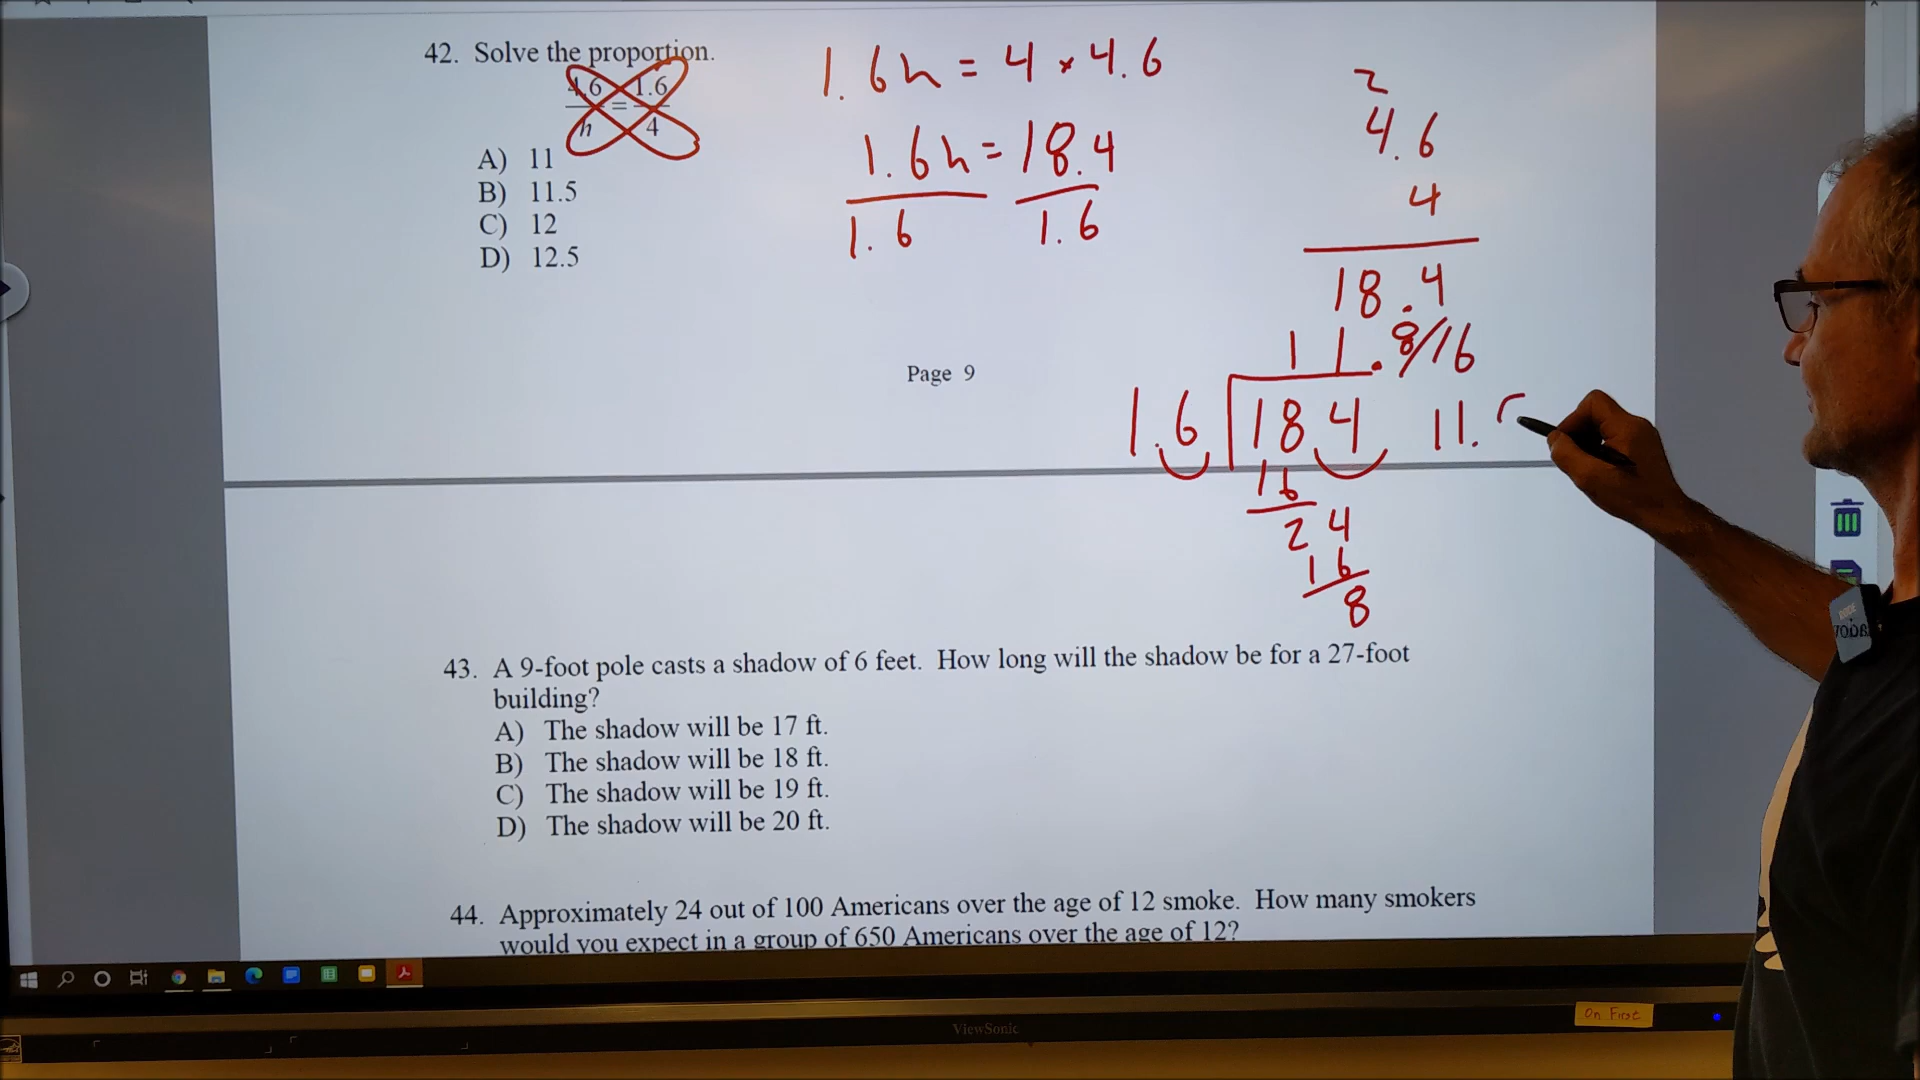 42. Solve the proportion.
4.6 = 1.6
h 4
A) 11
B) 11.5
C) 12
D) 12.5
1.6h = 4 × 4.6
1.6h = 18.4
1.6 1.6
2
4.6
4
18.4
11.8/16
1.6 18.4 11.
16
24
16
8
Page 9
43. A 9-foot pole casts a shadow of 6 feet. How long will the shadow be for a 27-foot
building?
A) The shadow will be 17 ft.
B) The shadow will be 18 ft.
C) The shadow will be 19 ft.
D) The shadow will be 20 ft.
44. Approximately 24 out of 100 Americans over the age of 12 smoke. How many smokers
would you expect in a group of 650 Americans over the age of 12?
ViewSonic
On First